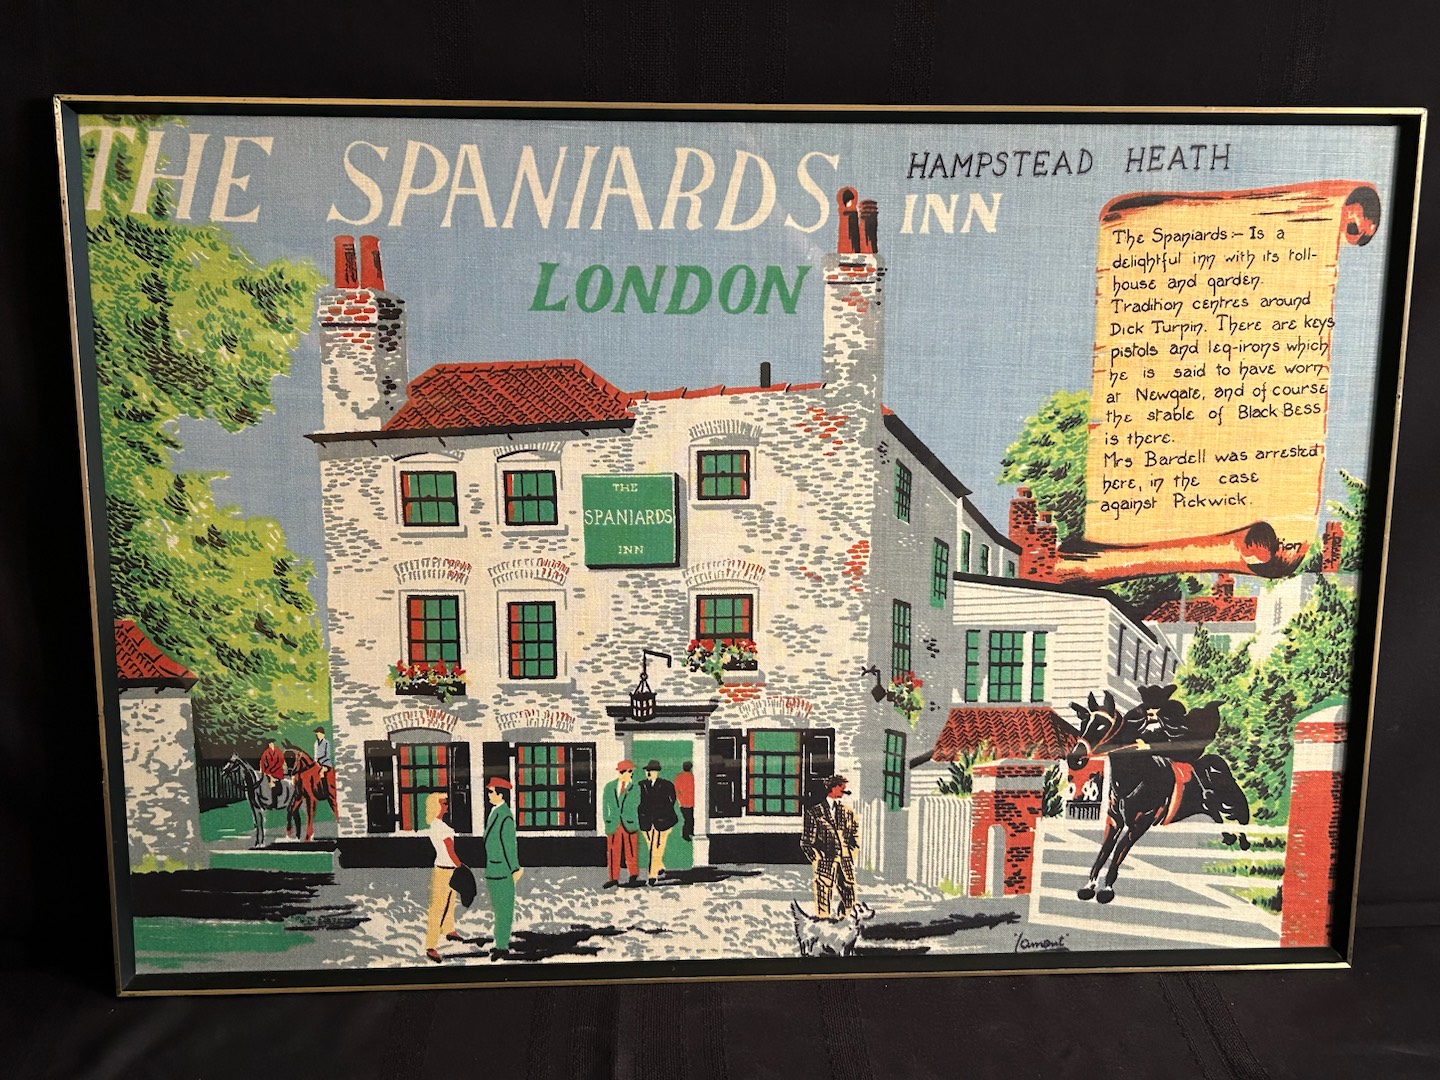 THE SPANIARDS INN
HAMPSTEAD HEATH
LONDON
THE
SPANIARDS
INN
The Spaniards:- Is a
delightful inn with its toll-
house and garden.
Tradition centres around
Dick Turpin. There are keys
pistols and leg-irons which
he is said to have worn
at Newgate, and of course
the stable of Black Bess
is there.
Mrs Bardell was arrested
here, in the case
against Pickwick.
"Lamont"